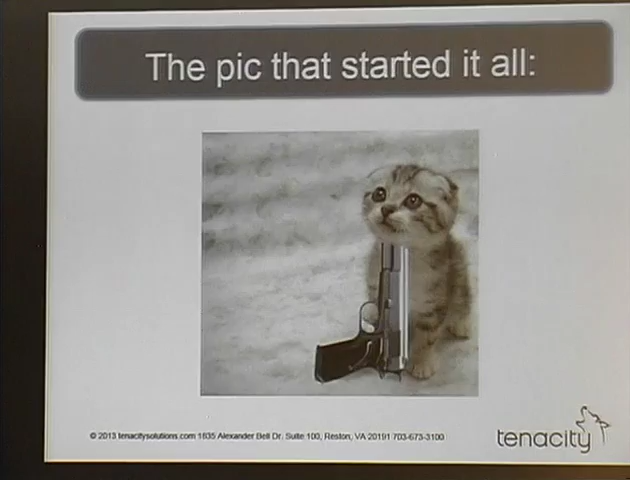 The pic that started it all:
© 2013 tenacitysolutions.com 1835 Alexander Bell Dr. Suite 100, Reston, VA 20191 703-673-3100
tenacity